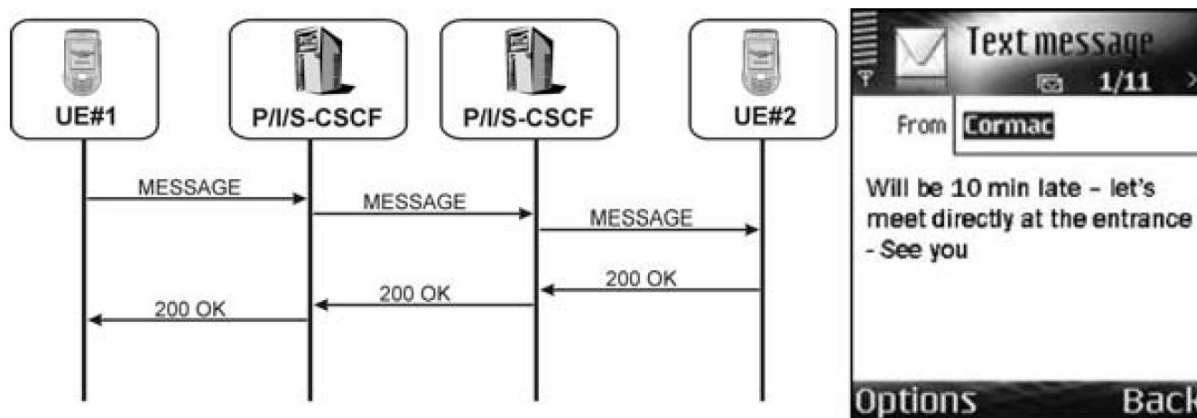 UE#1
P/I/S-CSCF
P/I/S-CSCF
UE#2
MESSAGE
MESSAGE
MESSAGE
200 OK
200 OK
200 OK
Text message
1/11
From Cormac
Will be 10 min late – let's
meet directly at the entrance
- See you
Options Back